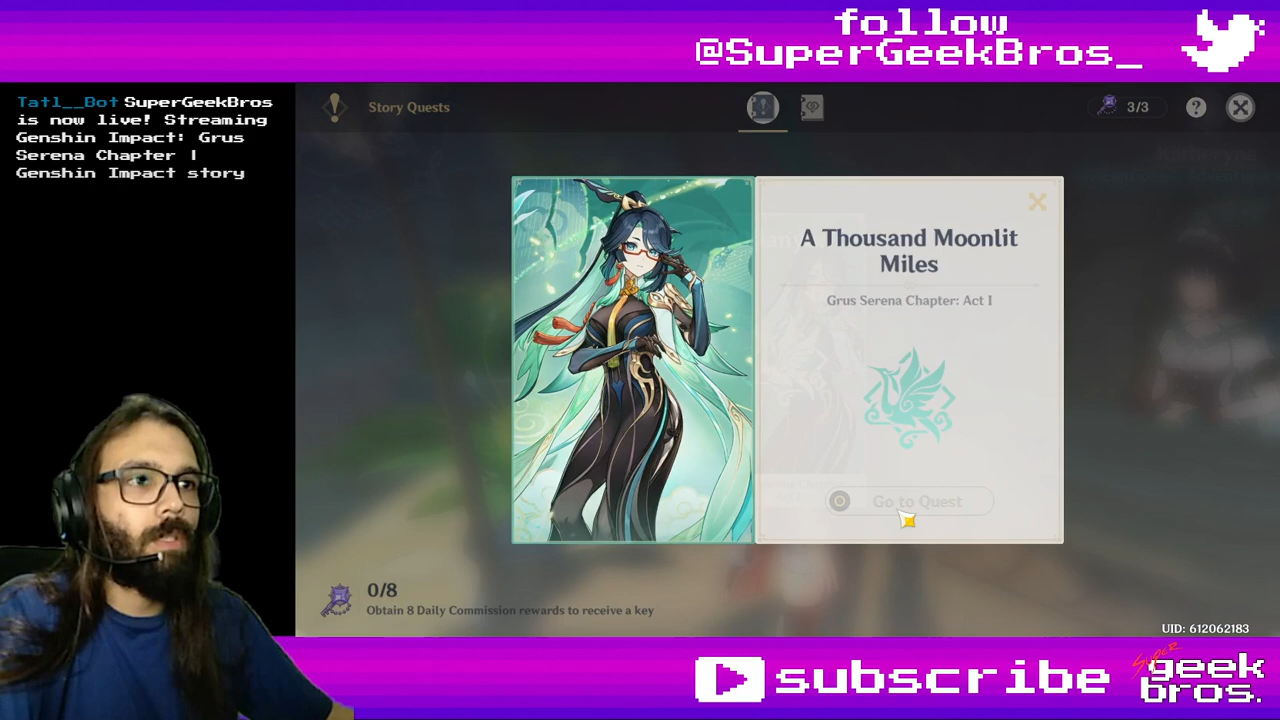 follow
@SuperGeekBros_
Tatl__Bot SuperGeekBros
is now live! Streaming
Genshin Impact: Grus
Serena Chapter I
Genshin Impact story
Story Quests
3/3
?
Katheryne
A Thousand Moonlit
Miles
Grus Serena Chapter: Act I
Go to Quest
0/8
Obtain 8 Daily Commission rewards to receive a key
UID: 612062183
subscribe
SUPER
geek
bros.